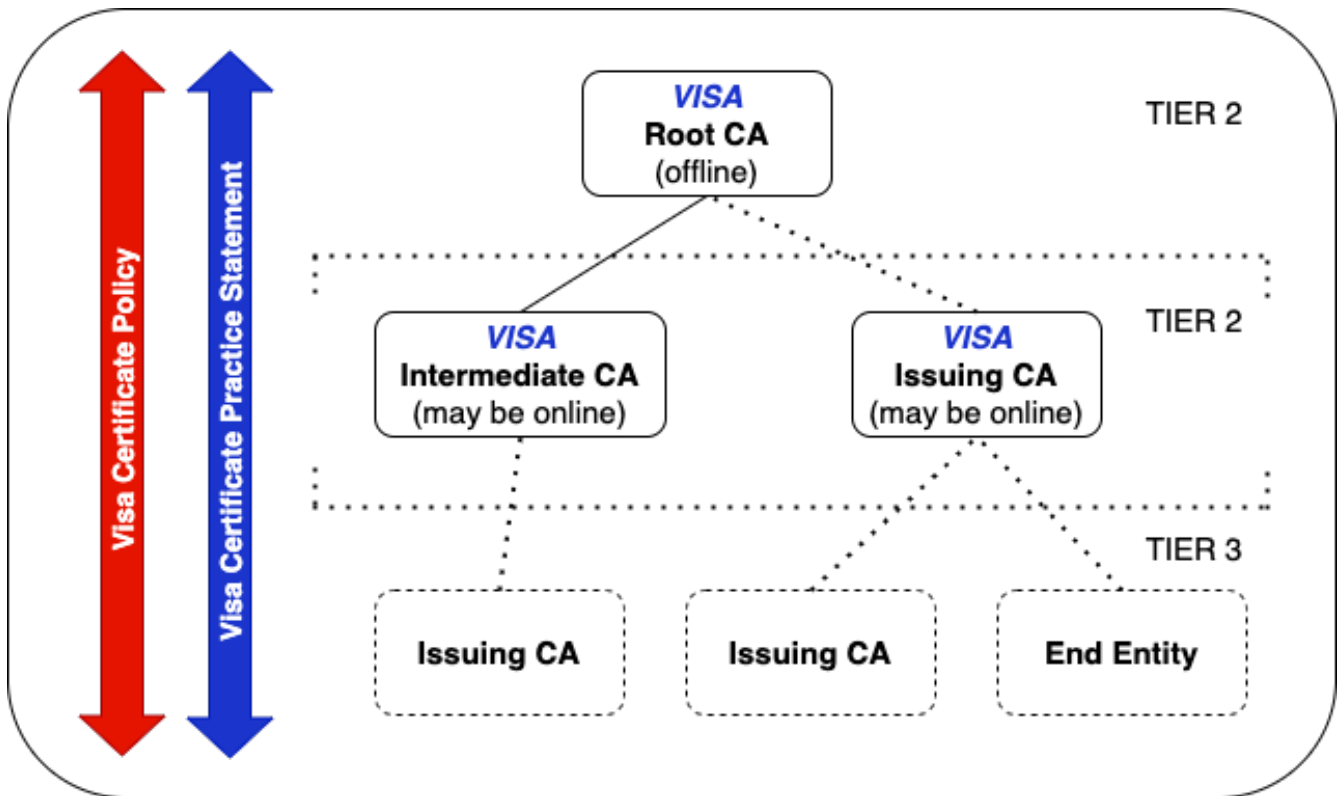 Visa Certificate Policy
Visa Certificate Practice Statement
VISA
Root CA
(offline)
TIER 2
VISA
Intermediate CA
(may be online)
VISA
Issuing CA
(may be online)
TIER 2
TIER 3
Issuing CA
Issuing CA
End Entity